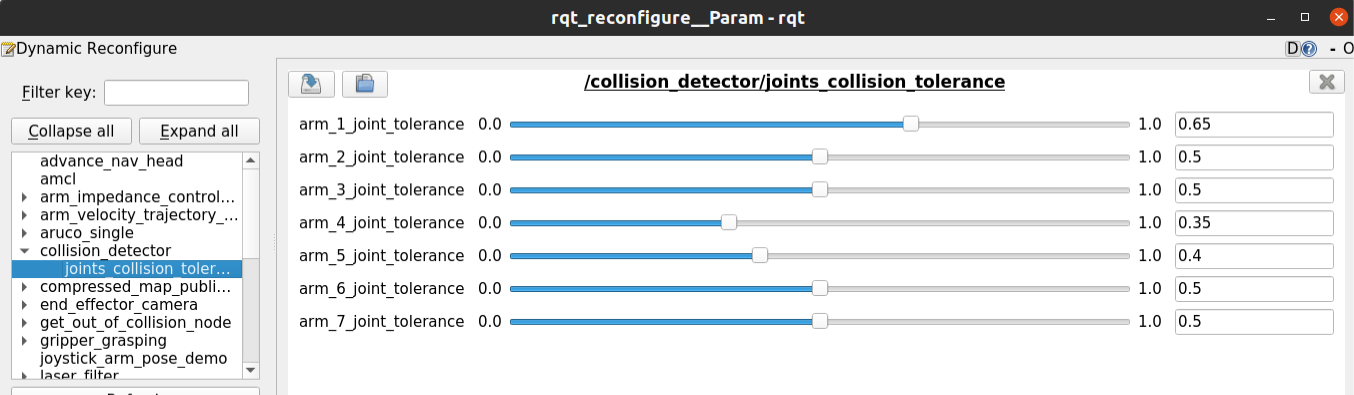 rqt_reconfigure__Param - rqt
Dynamic Reconfigure
D ? - O
Filter key:
Collapse all Expand all
advance_nav_head
amcl
arm_impedance_control...
arm_velocity_trajectory_...
aruco_single
collision_detector
joints_collision_toler...
compressed_map_publi...
end_effector_camera
get_out_of_collision_node
gripper_grasping
joystick_arm_pose_demo
laser_filter
/collision_detector/joints_collision_tolerance
arm_1_joint_tolerance 0.0 1.0 0.65
arm_2_joint_tolerance 0.0 1.0 0.5
arm_3_joint_tolerance 0.0 1.0 0.5
arm_4_joint_tolerance 0.0 1.0 0.35
arm_5_joint_tolerance 0.0 1.0 0.4
arm_6_joint_tolerance 0.0 1.0 0.5
arm_7_joint_tolerance 0.0 1.0 0.5